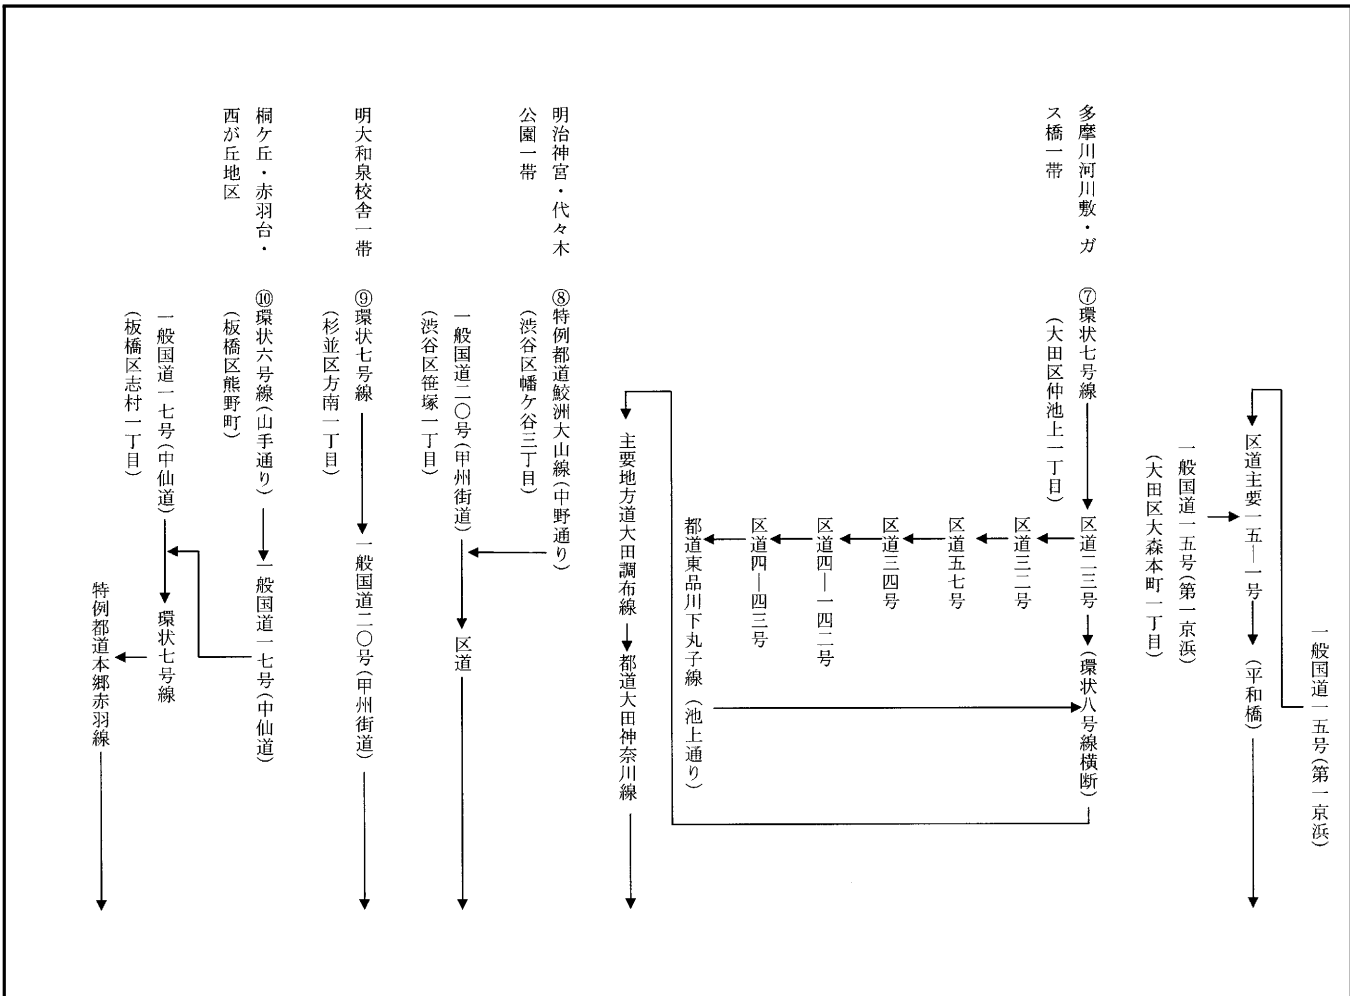 一般国道一五号(第一京浜)
区道主要一五―一号
(平和橋)
一般国道一五号(第一京浜)
(大田区大森本町一丁目)
多摩川河川敷・ガ
ス橋一帯
⑦環状七号線
(大田区仲池上一丁目)
区道二三号
(環状八号線横断)
区道三二号
区道五七号
区道三四号
区道四―一四二号
区道四―四三号
都道東品川下丸子線(池上通り)
主要地方道大田調布線
都道大田神奈川線
明治神宮・代々木
公園一帯
⑧特例都道鮫洲大山線(中野通り)
(渋谷区幡ケ谷三丁目)
一般国道二〇号(甲州街道)
(渋谷区笹塚一丁目)
区道
明大和泉校舎一帯
⑨環状七号線
(杉並区方南一丁目)
一般国道二〇号(甲州街道)
桐ケ丘・赤羽台・
西が丘地区
⑩環状六号線(山手通り)
(板橋区熊野町)
一般国道一七号(中仙道)
一般国道一七号(中仙道)
(板橋区志村一丁目)
環状七号線
特例都道本郷赤羽線